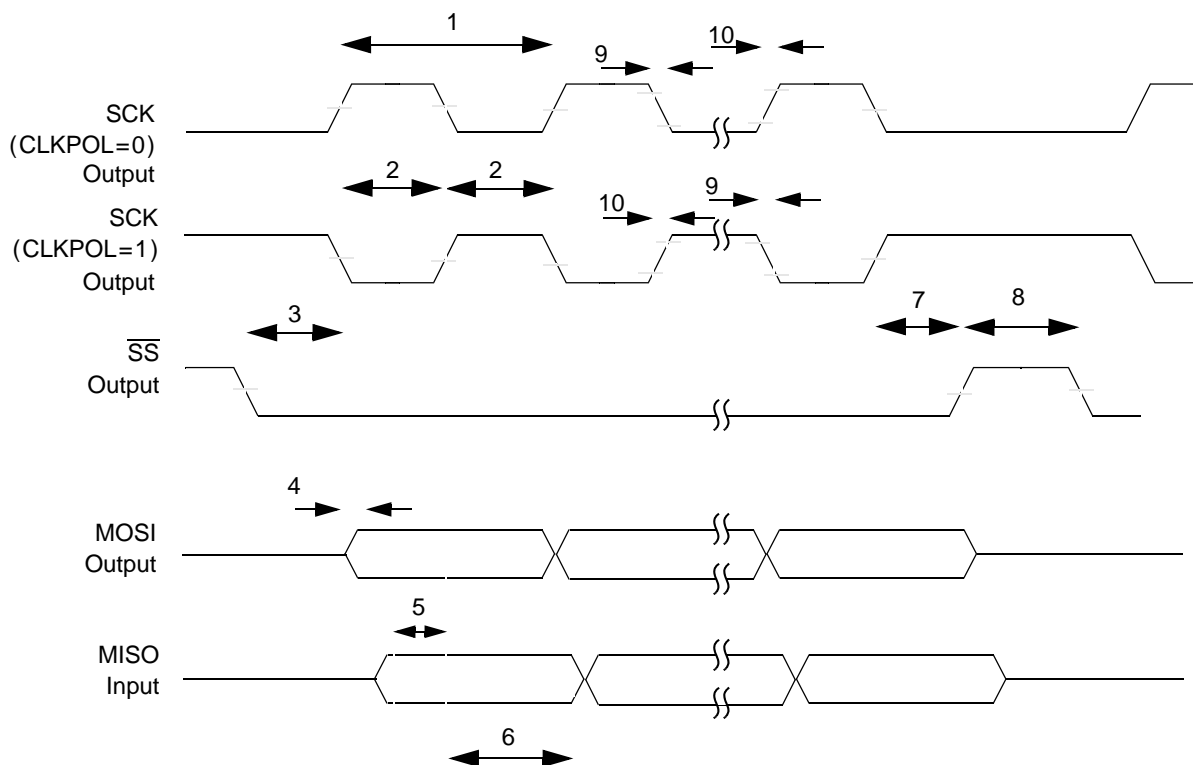 1
9
10
SCK
(CLKPOL=0)
Output
2
2
9
10
SCK
(CLKPOL=1)
Output
3
7
8
SS
Output
4
MOSI
Output
5
MISO
Input
6